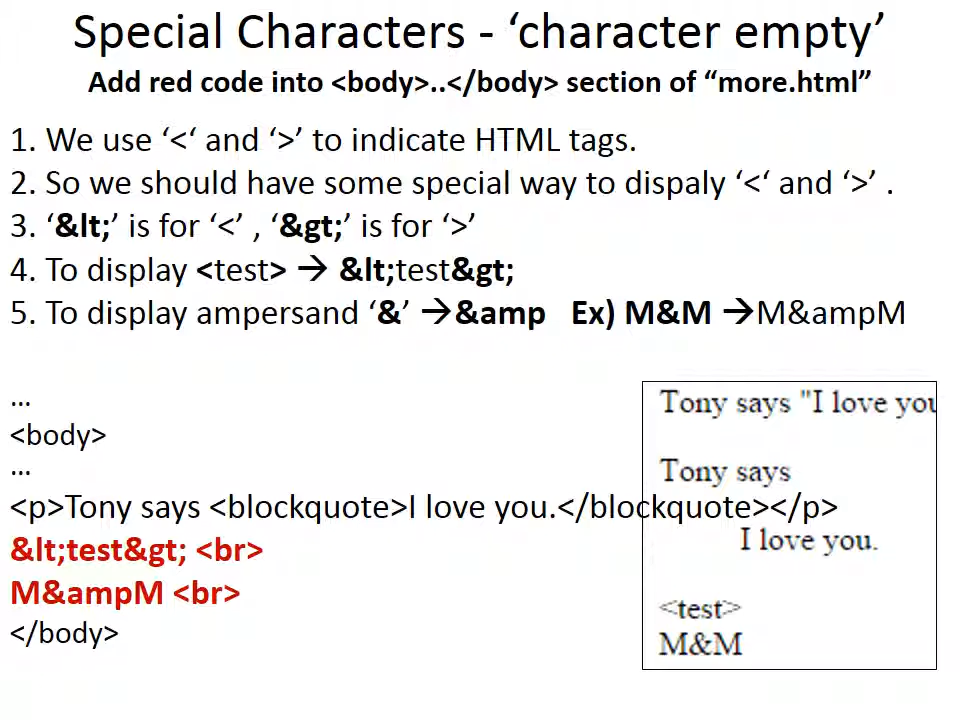 Special Characters - ‘character empty’
Add red code into <body>..</body> section of “more.html”
1. We use ‘<‘ and ‘>’ to indicate HTML tags.
2. So we should have some special way to dispaly ‘<‘ and ‘>’ .
3. ‘&lt;’ is for ‘<’ , ‘&gt;’ is for ‘>’
4. To display <test> → &lt;test&gt;
5. To display ampersand ‘&’ →&amp Ex) M&M →M&ampM
...
<body>
...
<p>Tony says <blockquote>I love you.</blockquote></p>
&lt;test&gt; <br>
M&ampM <br>
</body>
Tony says "I love you
Tony says
I love you.
<test>
M&M